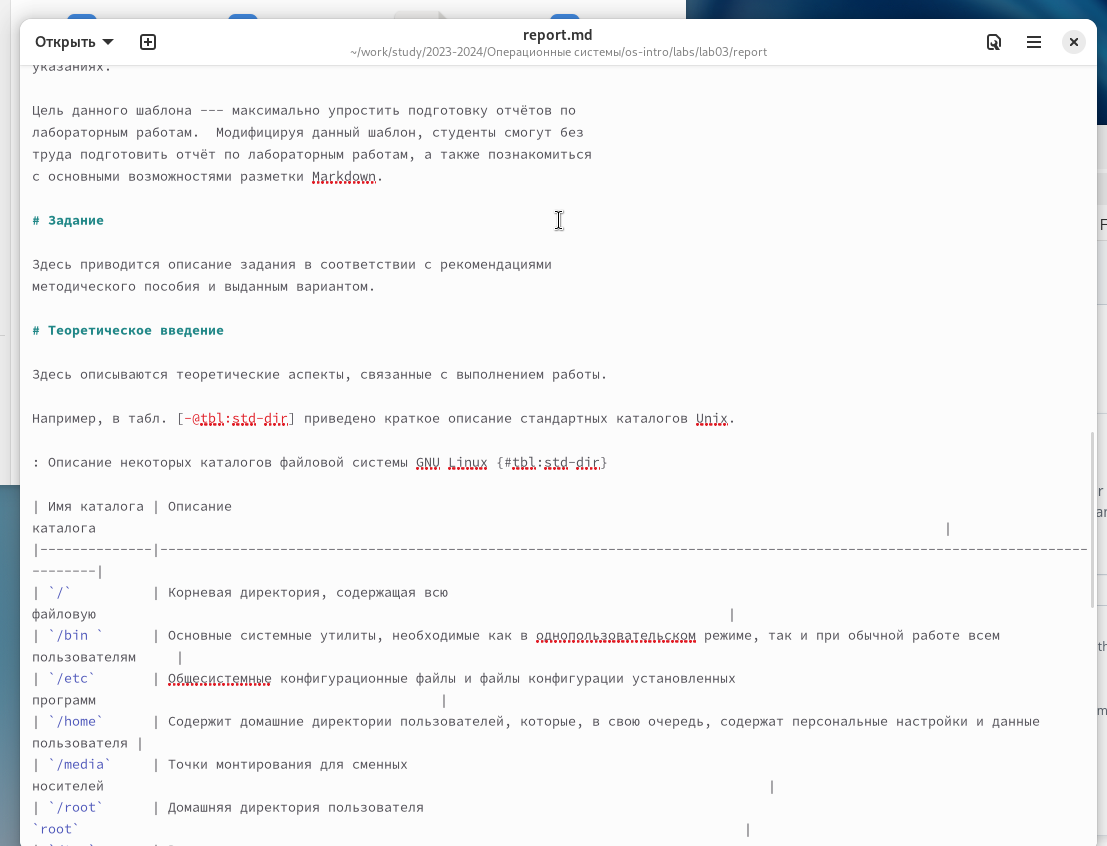 Открыть
report.md
~/work/study/2023-2024/Операционные системы/os-intro/labs/lab03/report
указаниях.
Цель данного шаблона --- максимально упростить подготовку отчётов по
лабораторным работам.  Модифицируя данный шаблон, студенты смогут без
труда подготовить отчёт по лабораторным работам, а также познакомиться
с основными возможностями разметки Markdown.
# Задание
Здесь приводится описание задания в соответствии с рекомендациями
методического пособия и выданным вариантом.
# Теоретическое введение
Здесь описываются теоретические аспекты, связанные с выполнением работы.
Например, в табл. [-@tbl:std-dir] приведено краткое описание стандартных каталогов Unix.
: Описание некоторых каталогов файловой системы GNU Linux {#tbl:std-dir}
| Имя каталога | Описание
каталога |
|--------------|--------------------------------------------------------------------------------------------------------------------
--------|
| `/` | Корневая директория, содержащая всю
файловую |
| `/bin ` | Основные системные утилиты, необходимые как в однопользовательском режиме, так и при обычной работе всем
пользователям |
| `/etc` | Общесистемные конфигурационные файлы и файлы конфигурации установленных
программ |
| `/home` | Содержит домашние директории пользователей, которые, в свою очередь, содержат персональные настройки и данные
пользователя |
| `/media` | Точки монтирования для сменных
носителей |
| `/root` | Домашняя директория пользователя
`root` |